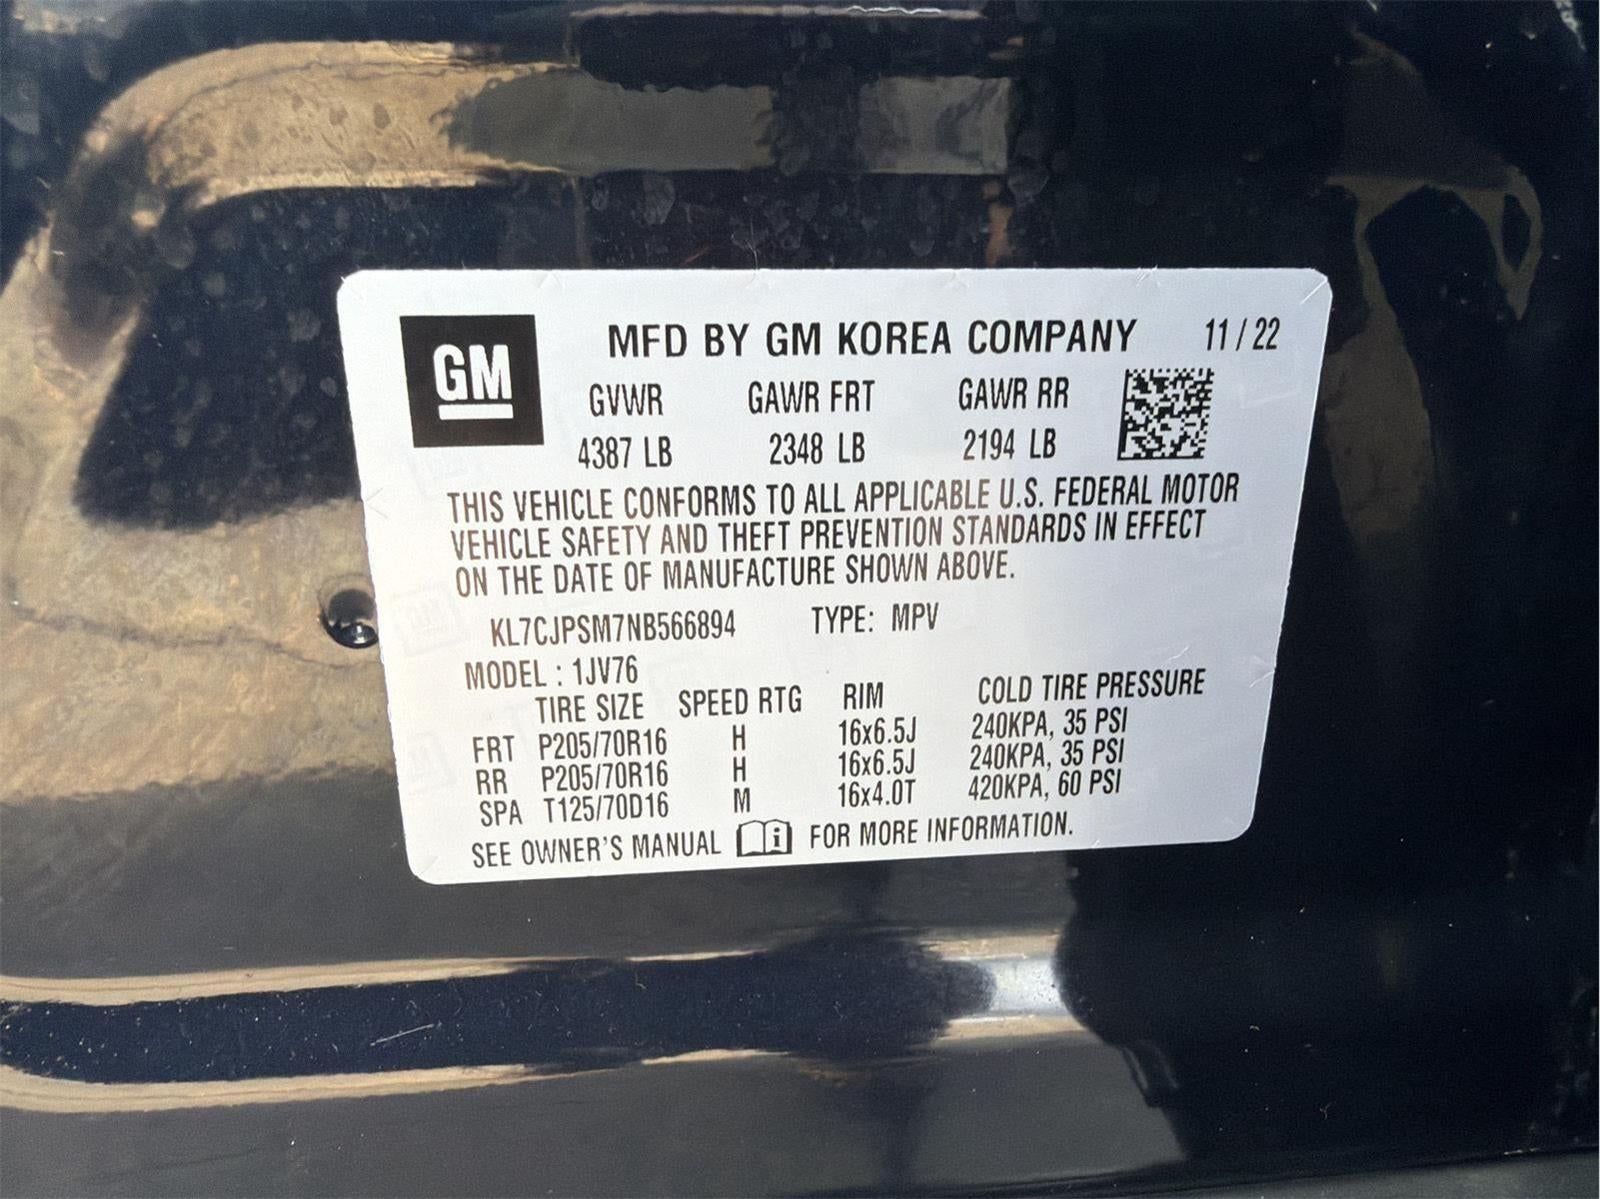 GM
MFD BY GM KOREA COMPANY 11 / 22
GVWR GAWR FRT GAWR RR
4387 LB 2348 LB 2194 LB
THIS VEHICLE CONFORMS TO ALL APPLICABLE U.S. FEDERAL MOTOR
VEHICLE SAFETY AND THEFT PREVENTION STANDARDS IN EFFECT
ON THE DATE OF MANUFACTURE SHOWN ABOVE.
KL7CJPSM7NB566894 TYPE: MPV
MODEL : 1JV76
TIRE SIZE SPEED RTG RIM COLD TIRE PRESSURE
FRT P205/70R16 H 16x6.5J 240KPA, 35 PSI
RR P205/70R16 H 16x6.5J 240KPA, 35 PSI
SPA T125/70D16 M 16x4.0T 420KPA, 60 PSI
SEE OWNER'S MANUAL i FOR MORE INFORMATION.